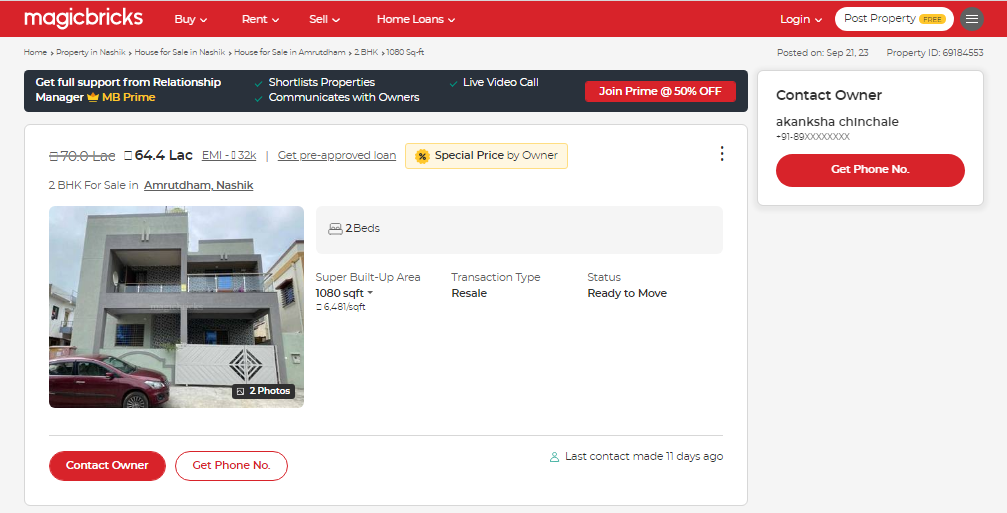 magicbricks Buy Rent Sell Home Loans Login Post Property FREE
Home > Property in Nashik > House for Sale in Nashik > House for Sale in Amrutdham > 2 BHK > 1080 Sq-ft Posted on: Sep 21, 23 Property ID: 69184553
Get full support from Relationship
Manager MB Prime
Shortlists Properties
Communicates with Owners
Live Video Call
Join Prime @ 50% OFF
Contact Owner
akanksha chinchale
+91-89XXXXXXXX
Get Phone No.
70.0 Lac 64.4 Lac EMI - 32k | Get pre-approved loan % Special Price by Owner
2 BHK For Sale in Amrutdham, Nashik
magicbricks
2 Photos
2 Beds
Super Built-Up Area
1080 sqft
6,481/sqft
Transaction Type
Resale
Status
Ready to Move
Contact Owner Get Phone No. Last contact made 11 days ago